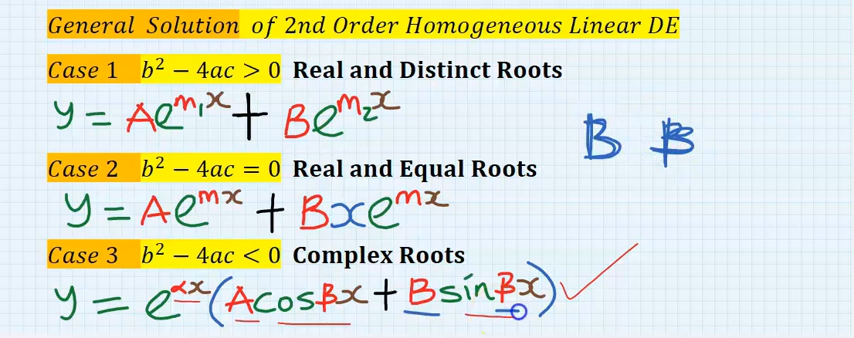 General Solution of 2nd Order Homogeneous Linear DE
Case 1 b² − 4ac > 0 Real and Distinct Roots
y = Ae^{m₁x} + Be^{m₂x}
B B
Case 2 b² − 4ac = 0 Real and Equal Roots
y = Ae^{mx} + Bxe^{mx}
Case 3 b² − 4ac < 0 Complex Roots
y = e^{αx}(Acosβx + Bsinβx) ✓